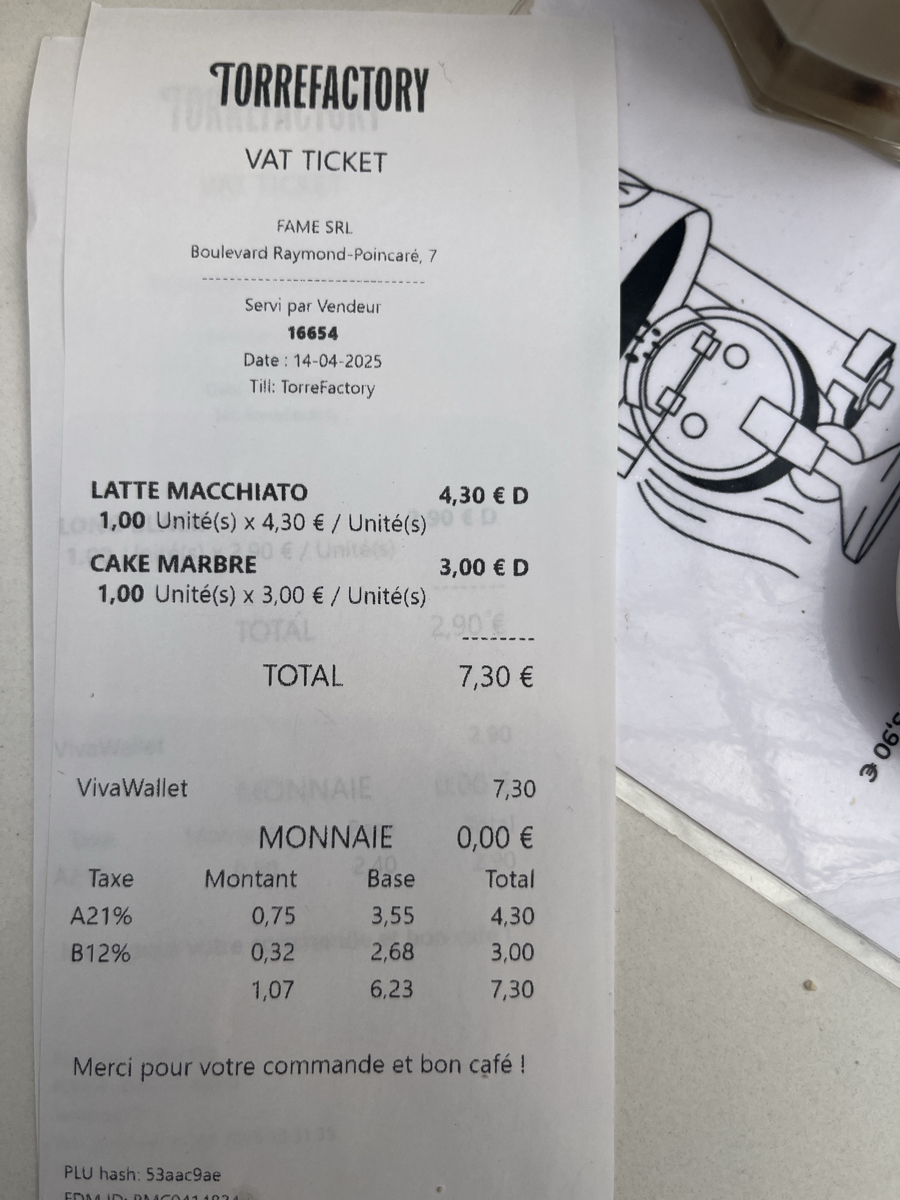 TORREFACTORY
VAT TICKET
FAME SRL
Boulevard Raymond-Poincaré, 7
--------------------------------
Servi par Vendeur
16654
Date : 14-04-2025
Till: TorreFactory
LATTE MACCHIATO 4,30 € D
1,00 Unité(s) x 4,30 € / Unité(s)
CAKE MARBRE 3,00 € D
1,00 Unité(s) x 3,00 € / Unité(s)
--------
TOTAL 7,30 €
VivaWallet 7,30
MONNAIE 0,00 €
Taxe Montant Base Total
A21% 0,75 3,55 4,30
B12% 0,32 2,68 3,00
1,07 6,23 7,30
Merci pour votre commande et bon café !
PLU hash: 53aac9ae